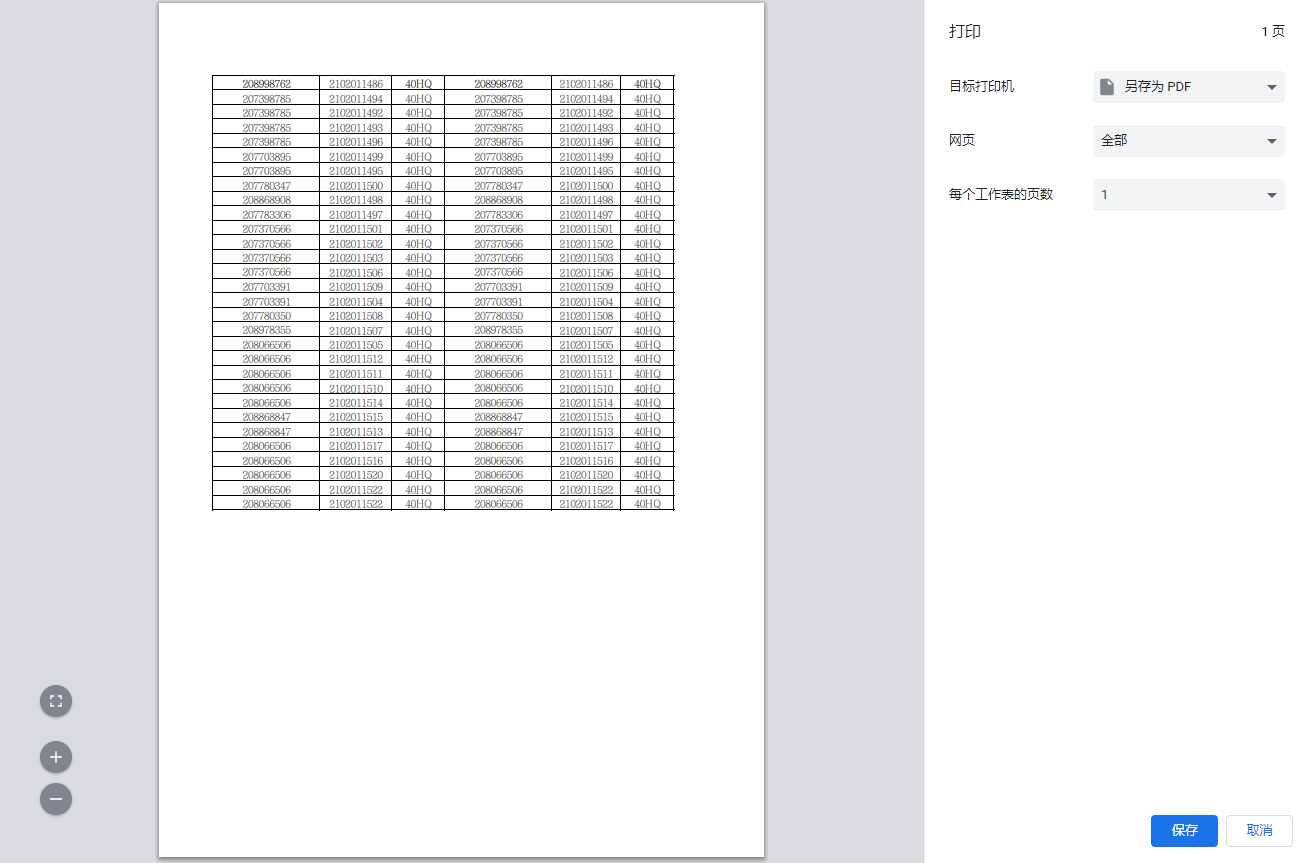 208998762 2102011486 40HQ 208998762 2102011486 40HQ
207398785 2102011494 40HQ 207398785 2102011494 40HQ
207398785 2102011492 40HQ 207398785 2102011492 40HQ
207398785 2102011493 40HQ 207398785 2102011493 40HQ
207398785 2102011496 40HQ 207398785 2102011496 40HQ
207703895 2102011499 40HQ 207703895 2102011499 40HQ
207703895 2102011495 40HQ 207703895 2102011495 40HQ
207780347 2102011500 40HQ 207780347 2102011500 40HQ
208868908 2102011498 40HQ 208868908 2102011498 40HQ
207783306 2102011497 40HQ 207783306 2102011497 40HQ
207370566 2102011501 40HQ 207370566 2102011501 40HQ
207370566 2102011502 40HQ 207370566 2102011502 40HQ
207370566 2102011503 40HQ 207370566 2102011503 40HQ
207370566 2102011506 40HQ 207370566 2102011506 40HQ
207703391 2102011509 40HQ 207703391 2102011509 40HQ
207703391 2102011504 40HQ 207703391 2102011504 40HQ
207780350 2102011508 40HQ 207780350 2102011508 40HQ
208978355 2102011507 40HQ 208978355 2102011507 40HQ
208066506 2102011505 40HQ 208066506 2102011505 40HQ
208066506 2102011512 40HQ 208066506 2102011512 40HQ
208066506 2102011511 40HQ 208066506 2102011511 40HQ
208066506 2102011510 40HQ 208066506 2102011510 40HQ
208066506 2102011514 40HQ 208066506 2102011514 40HQ
208868847 2102011515 40HQ 208868847 2102011515 40HQ
208868847 2102011513 40HQ 208868847 2102011513 40HQ
208066506 2102011517 40HQ 208066506 2102011517 40HQ
208066506 2102011516 40HQ 208066506 2102011516 40HQ
208066506 2102011520 40HQ 208066506 2102011520 40HQ
208066506 2102011522 40HQ 208066506 2102011522 40HQ
208066506 2102011522 40HQ 208066506 2102011522 40HQ
打印 1 页
目标打印机 另存为 PDF
网页 全部
每个工作表的页数 1
保存 取消